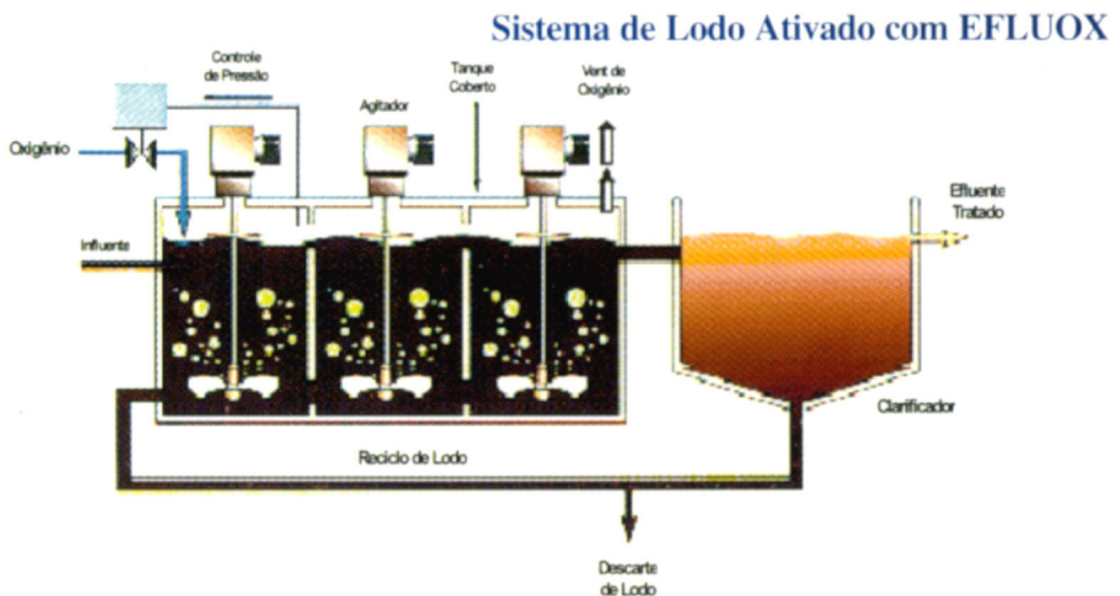 Sistema de Lodo Ativado com EFLUOX
Controle
de Pressão
Tanque
Coberto
Vent de
Oxigênio
Agitador
Oxigênio
Efluente
Tratado
Influente
Clarificador
Reciclo de Lodo
Descarte
de Lodo